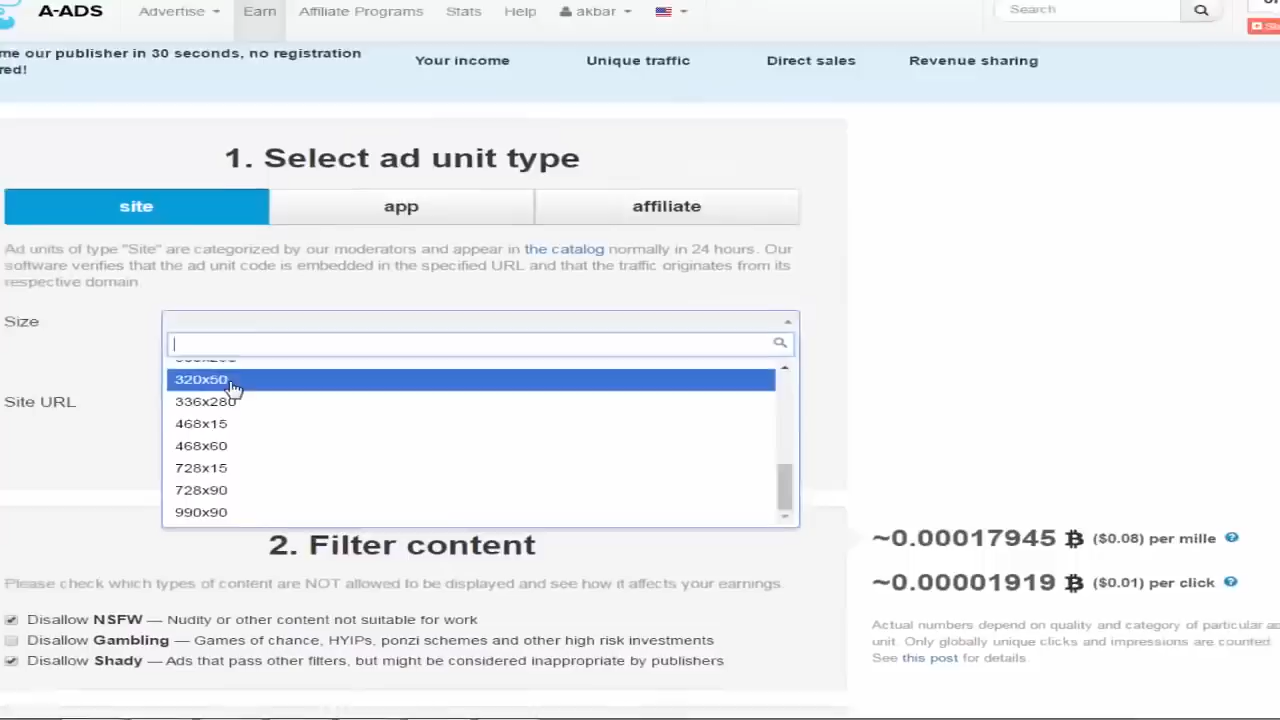 A-ADS Advertise Earn Affiliate Programs Stats Help akbar Search
me our publisher in 30 seconds, no registration
red!
Your income Unique traffic Direct sales Revenue sharing
1. Select ad unit type
site app affiliate
Ad units of type "Site" are categorized by our moderators and appear in the catalog normally in 24 hours. Our
software verifies that the ad unit code is embedded in the specified URL and that the traffic originates from its
respective domain.
Size
320x50
336x280
Site URL
468x15
468x60
728x15
728x90
990x90
2. Filter content
Please check which types of content are NOT allowed to be displayed and see how it affects your earnings.
Disallow NSFW — Nudity or other content not suitable for work
Disallow Gambling — Games of chance, HYIPs, ponzi schemes and other high risk investments
Disallow Shady — Ads that pass other filters, but might be considered inappropriate by publishers
~0.00017945 ₿ ($0.08) per mille
~0.00001919 ₿ ($0.01) per click
Actual numbers depend on quality and category of particular
unit. Only globally unique clicks and impressions are counted.
See this post for details.